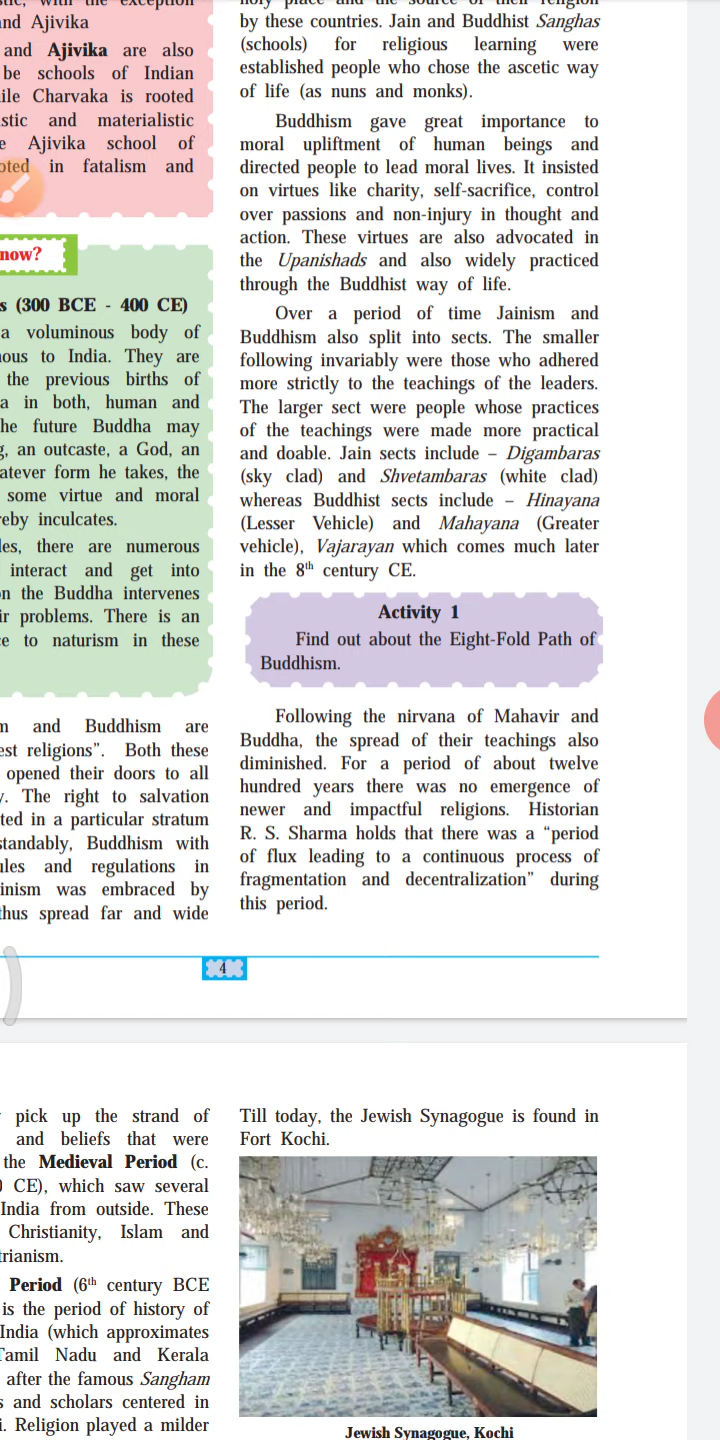 and Ajivika
and Ajivika are also
be schools of Indian
Charvaka is rooted
and materialistic
Ajivika school of
in fatalism and
now?
(300 BCE - 400 CE)
a voluminous body of
to India. They are
the previous births of
in both, human and
future Buddha may
an outcaste, a God, an
form he takes, the
some virtue and moral
inculcates.
there are numerous
interact and get into
the Buddha intervenes
problems. There is an
to naturism in these
and Buddhism are
religions". Both these
opened their doors to all
The right to salvation
in a particular stratum
Buddhism with
and regulations in
was embraced by
thus spread far and wide
holy place and the source of their religion
by these countries. Jain and Buddhist Sanghas
(schools) for religious learning were
established people who chose the ascetic way
of life (as nuns and monks).
Buddhism gave great importance to
moral upliftment of human beings and
directed people to lead moral lives. It insisted
on virtues like charity, self-sacrifice, control
over passions and non-injury in thought and
action. These virtues are also advocated in
the Upanishads and also widely practiced
through the Buddhist way of life.
Over a period of time Jainism and
Buddhism also split into sects. The smaller
following invariably were those who adhered
more strictly to the teachings of the leaders.
The larger sect were people whose practices
of the teachings were made more practical
and doable. Jain sects include – Digambaras
(sky clad) and Shvetambaras (white clad)
whereas Buddhist sects include – Hinayana
(Lesser Vehicle) and Mahayana (Greater
vehicle), Vajarayan which comes much later
in the 8th century CE.
Activity 1
Find out about the Eight-Fold Path of
Buddhism.
Following the nirvana of Mahavir and
Buddha, the spread of their teachings also
diminished. For a period of about twelve
hundred years there was no emergence of
newer and impactful religions. Historian
R. S. Sharma holds that there was a "period
of flux leading to a continuous process of
fragmentation and decentralization" during
this period.
4
pick up the strand of
and beliefs that were
the Medieval Period (c.
CE), which saw several
India from outside. These
Christianity, Islam and
Period (6th century BCE
is the period of history of
India (which approximates
Tamil Nadu and Kerala
after the famous Sangham
and scholars centered in
Religion played a milder
Till today, the Jewish Synagogue is found in
Fort Kochi.
Jewish Synagogue, Kochi